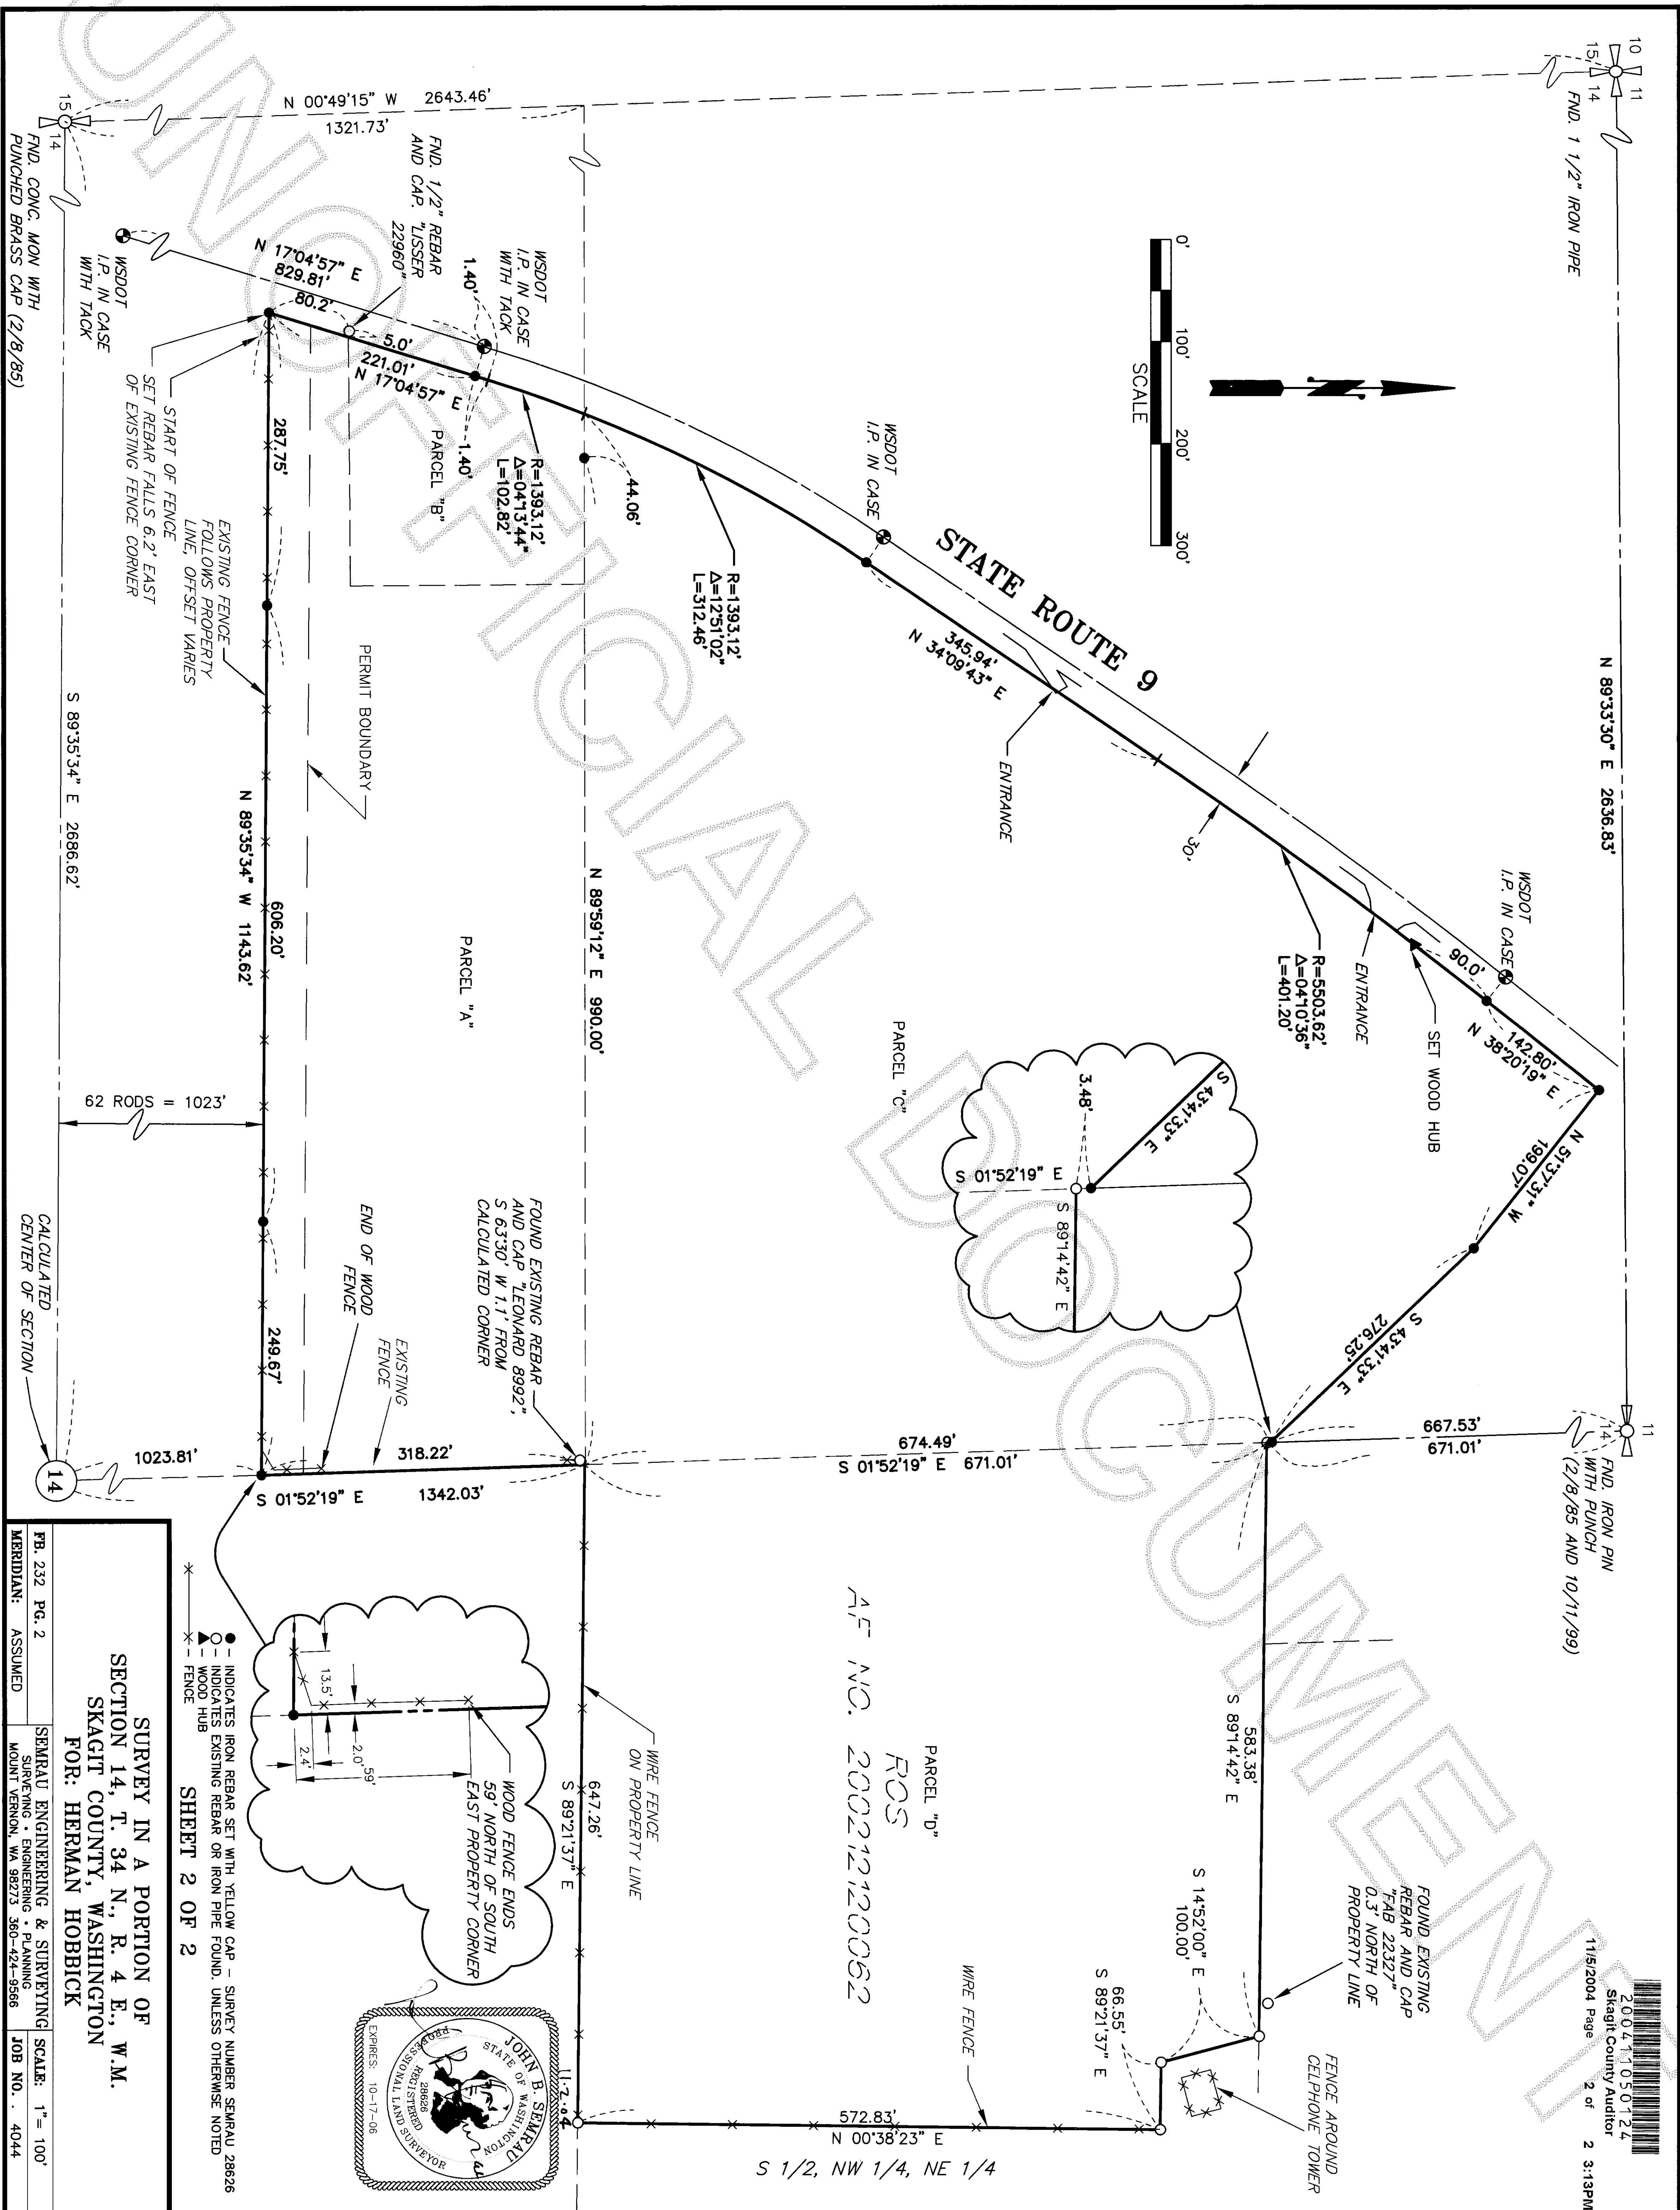 200411050124
Skagit County Auditor
11/5/2004 Page 2 of 2 3:13PM
UNOFFICIAL DOCUMENT
10
11
15
14
FND. 1 1/2" IRON PIPE
N 89°33'30" E 2636.83'
11
14
FND. IRON PIN
WITH PUNCH
(2/8/85 AND 10/11/99)
0'
100'
200'
300'
SCALE
N 00°49'15" W 2643.46'
1321.73'
15
14
FND. CONC. MON WITH
PUNCHED BRASS CAP (2/8/85)
WSDOT
I.P. IN CASE
WITH TACK
N 17°04'57" E
829.81'
80.2'
5.0'
221.01'
N 17°04'57" E
FND. 1/2" REBAR
AND CAP. "LISSER
22960"
WSDOT
I.P. IN CASE
WITH TACK
1.40'
1.40'
PARCEL "B"
R=1393.12'
Δ=04°13'44"
L=102.82'
44.06'
R=1393.12'
Δ=12°51'02"
L=312.46'
WSDOT
I.P. IN CASE
STATE ROUTE 9
345.94'
N 34°09'43" E
ENTRANCE
30'
R=5503.62'
Δ=04°10'36"
L=401.20'
ENTRANCE
SET WOOD HUB
90.0'
WSDOT
I.P. IN CASE
142.80'
N 38°20'19" E
N 51°37'31" W
199.07'
S 43°41'33" E
276.25'
667.53'
671.01'
PARCEL "C"
S 43°41'33" E
3.48'
S 01°52'19" E
S 89°14'42" E
674.49'
S 01°52'19" E 671.01'
583.38'
S 89°14'42" E
FOUND EXISTING
REBAR AND CAP
"FAB 22327"
0.3' NORTH OF
PROPERTY LINE
S 14°52'00" E
100.00'
66.55'
S 89°21'37" E
FENCE AROUND
CELPHONE TOWER
WIRE FENCE
572.83'
N 00°38'23" E
S 1/2, NW 1/4, NE 1/4
PARCEL "D"
ROS
AF NO. 200212120062
WIRE FENCE
ON PROPERTY LINE
647.26'
S 89°21'37" E
N 89°59'12" E 990.00'
PARCEL "A"
FOUND EXISTING REBAR
AND CAP "LEONARD 8992",
S 63°30' W 1.1' FROM
CALCULATED CORNER
END OF WOOD
FENCE
EXISTING
FENCE
318.22'
S 01°52'19" E 1342.03'
PERMIT BOUNDARY
287.75'
606.20'
249.67'
N 89°35'34" W 1143.62'
EXISTING FENCE
FOLLOWS PROPERTY
LINE, OFFSET VARIES
START OF FENCE
SET REBAR FALLS 6.2' EAST
OF EXISTING FENCE CORNER
62 RODS = 1023'
S 89°35'34" E 2686.62'
1023.81'
14
CALCULATED
CENTER OF SECTION
13.5'
2.0'
2.4'
59'
WOOD FENCE ENDS
59' NORTH OF SOUTH
EAST PROPERTY CORNER
JOHN B. SEMRAU
STATE OF WASHINGTON
28626
REGISTERED
PROFESSIONAL LAND SURVEYOR
EXPIRES: 10-17-06
11.2.04
- INDICATES IRON REBAR SET WITH YELLOW CAP - SURVEY NUMBER SEMRAU 28626
- INDICATES EXISTING REBAR OR IRON PIPE FOUND, UNLESS OTHERWISE NOTED
- WOOD HUB
- FENCE
SHEET 2 OF 2
SURVEY IN A PORTION OF
SECTION 14, T. 34 N., R. 4 E., W.M.
SKAGIT COUNTY, WASHINGTON
FOR: HERMAN HOBBICK
FB. 232 PG. 2
MERIDIAN: ASSUMED
SEMRAU ENGINEERING & SURVEYING
SURVEYING • ENGINEERING • PLANNING
MOUNT VERNON, WA 98273 360-424-9566
SCALE: 1"= 100'
JOB NO. . 4044